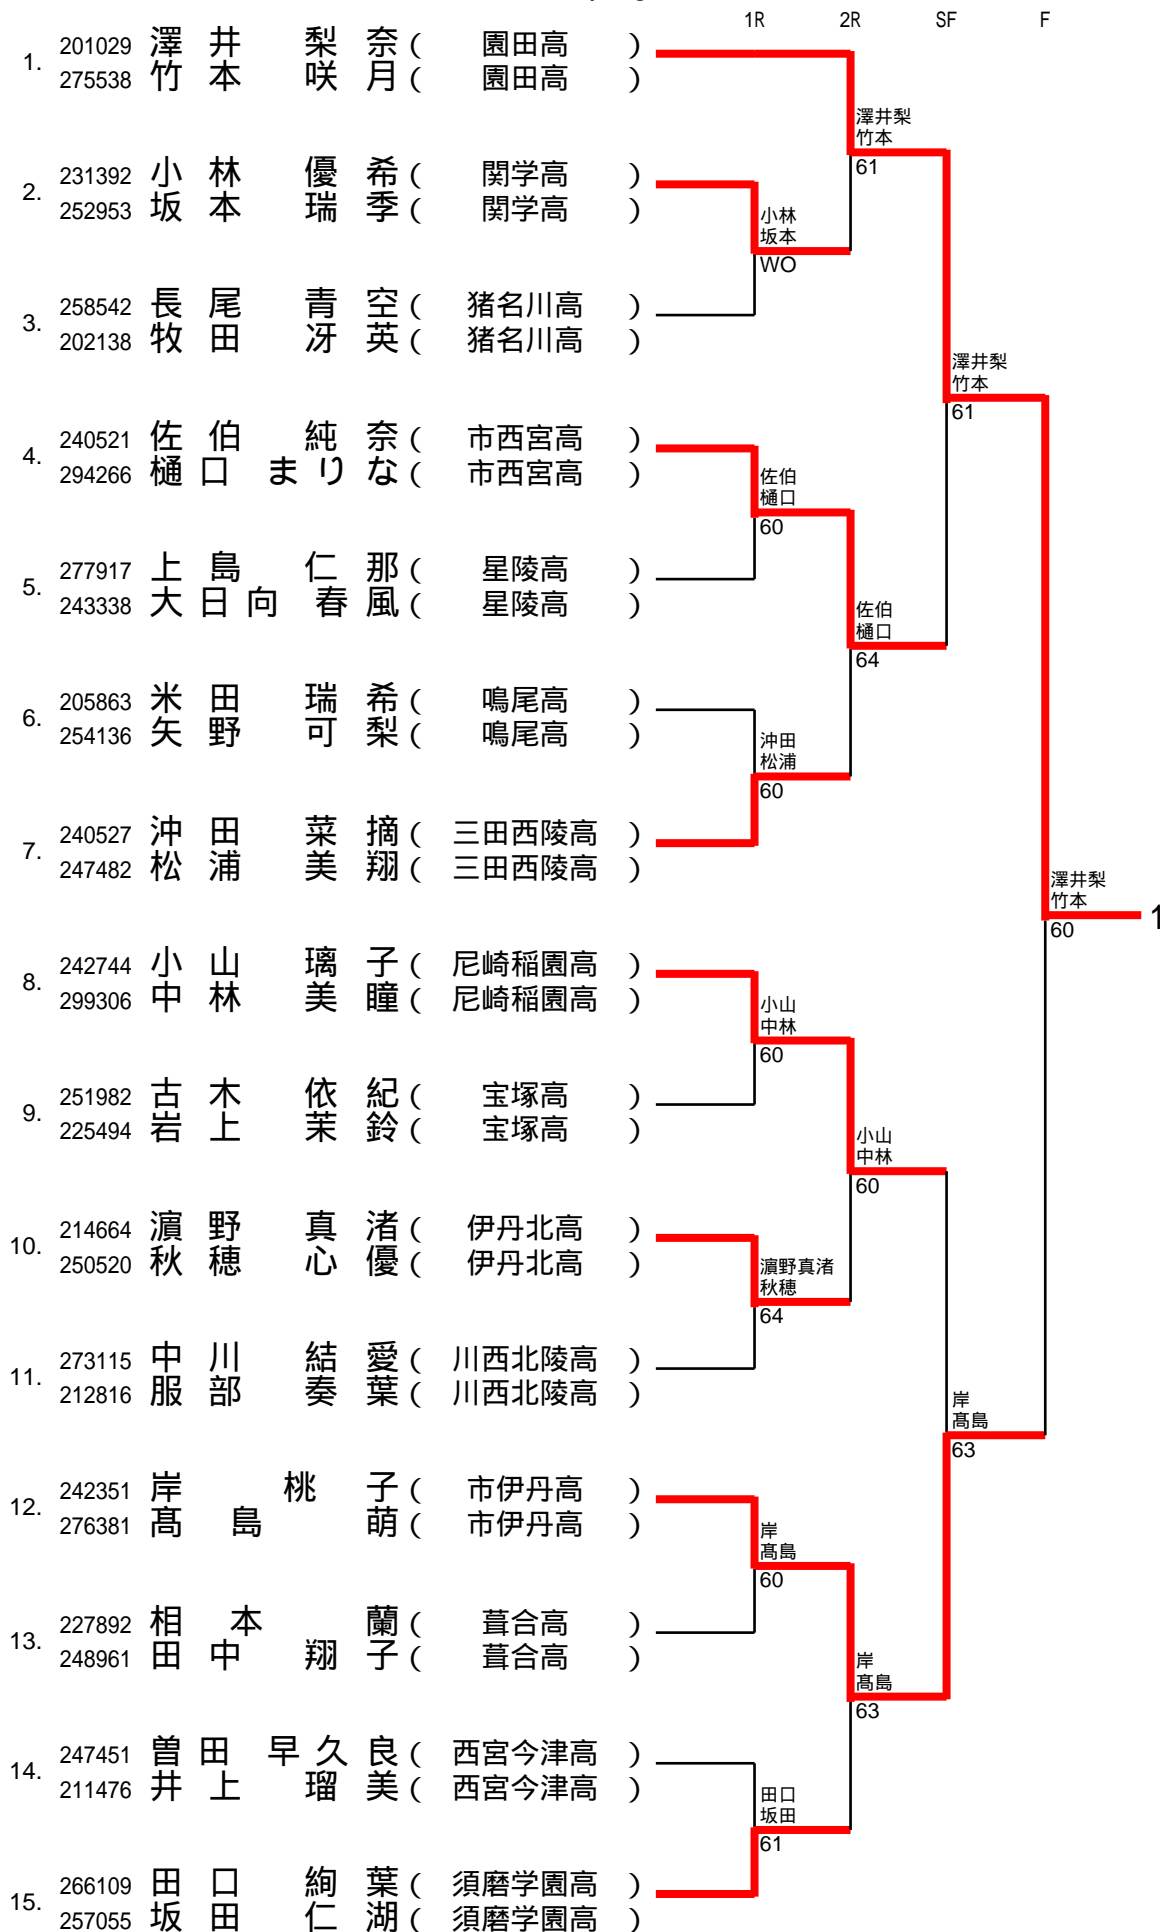 1R 2R SF F
1. 201029 澤井 梨奈 ( 園田高 )
275538 竹本 咲月 ( 園田高 )
澤井梨
竹本
61
2. 231392 小林 優希 ( 関学高 )
252953 坂本 瑞季 ( 関学高 )
小林
坂本
WO
3. 258542 長尾 青空 ( 猪名川高 )
202138 牧田 冴英 ( 猪名川高 )
澤井梨
竹本
61
4. 240521 佐伯 純奈 ( 市西宮高 )
294266 樋口 まりな ( 市西宮高 )
佐伯
樋口
60
5. 277917 上島 仁那 ( 星陵高 )
243338 大日向 春風 ( 星陵高 )
佐伯
樋口
64
6. 205863 米田 瑞希 ( 鳴尾高 )
254136 矢野 可梨 ( 鳴尾高 )
沖田
松浦
60
7. 240527 沖田 菜摘 ( 三田西陵高 )
247482 松浦 美翔 ( 三田西陵高 )
澤井梨
竹本
60
1
8. 242744 小山 璃子 ( 尼崎稲園高 )
299306 中林 美瞳 ( 尼崎稲園高 )
小山
中林
60
9. 251982 古木 依紀 ( 宝塚高 )
225494 岩上 茉鈴 ( 宝塚高 )
小山
中林
60
10. 214664 濵野 真渚 ( 伊丹北高 )
250520 秋穂 心優 ( 伊丹北高 )
濵野真渚
秋穂
64
11. 273115 中川 結愛 ( 川西北陵高 )
212816 服部 奏葉 ( 川西北陵高 )
岸
髙島
63
12. 242351 岸 桃子 ( 市伊丹高 )
276381 髙島 萌 ( 市伊丹高 )
岸
髙島
60
13. 227892 相本 蘭 ( 葺合高 )
248961 田中 翔子 ( 葺合高 )
岸
髙島
63
14. 247451 曽田 早久良 ( 西宮今津高 )
211476 井上 瑠美 ( 西宮今津高 )
田口
坂田
61
15. 266109 田口 絢葉 ( 須磨学園高 )
257055 坂田 仁湖 ( 須磨学園高 )